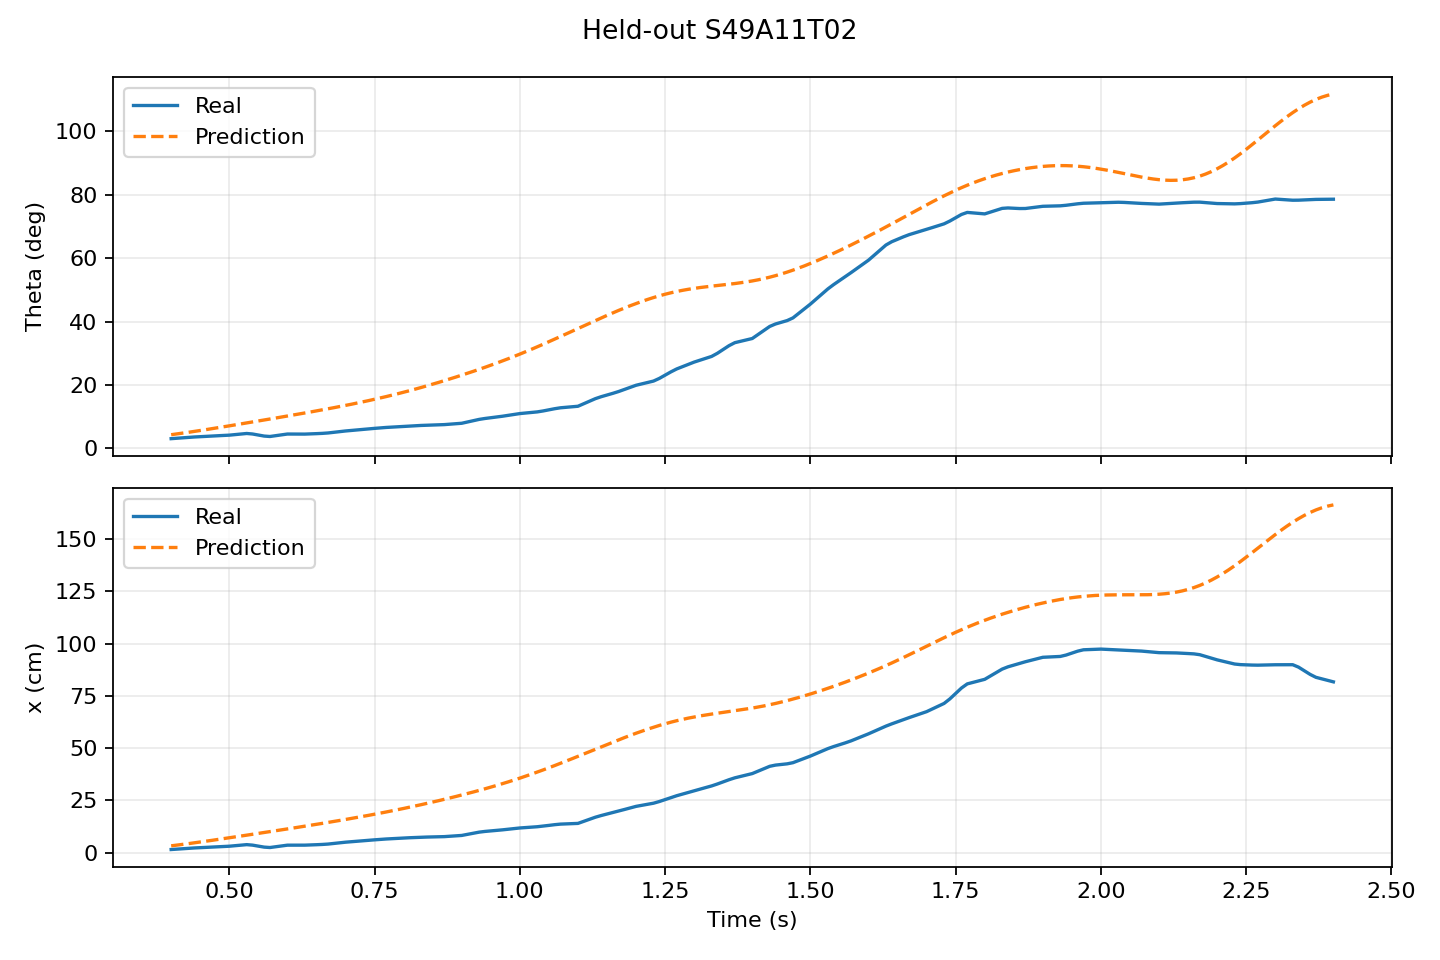 Held-out S49A11T02
Real
Prediction
100
80
60
40
20
0
Theta (deg)
Real
Prediction
150
125
100
75
50
25
0
x (cm)
0.50 0.75 1.00 1.25 1.50 1.75 2.00 2.25 2.50
Time (s)